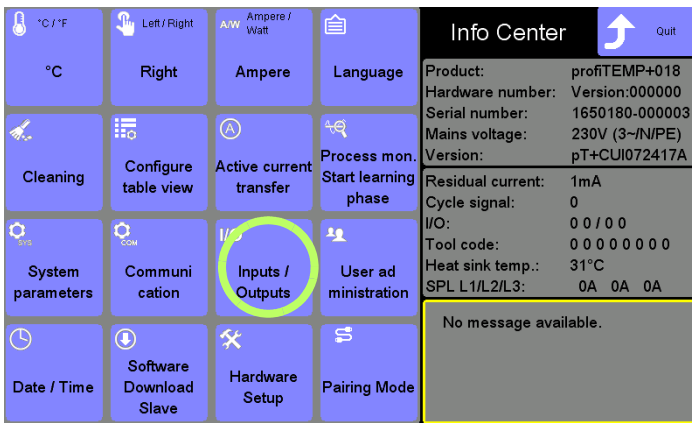 °C / °F
°C
Left / Right
Right
A/W Ampere /
Watt
Ampere
Language
Cleaning
Configure
table view
A
Active current
transfer
Process mon.
Start learning
phase
SYS
System
parameters
COM
Communi
cation
I/O
Inputs /
Outputs
User ad
ministration
Date / Time
Software
Download
Slave
Hardware
Setup
Pairing Mode
Info Center
Quit
Product: profiTEMP+018
Hardware number: Version:000000
Serial number: 1650180-000003
Mains voltage: 230V (3~/N/PE)
Version: pT+CUI072417A
Residual current: 1mA
Cycle signal: 0
I/O: 0 0 / 0 0
Tool code: 0 0 0 0 0 0 0 0
Heat sink temp.: 31°C
SPL L1/L2/L3: 0A 0A 0A
No message available.